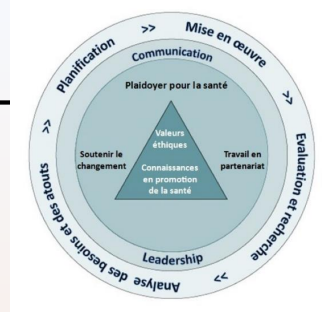 Planification >> Mise en œuvre >> Evaluation et recherche >> Analyse des besoins et des atouts >>
Communication
Plaidoyer pour la santé
Valeurs
éthiques
Soutenir le
changement
Connaissances
en promotion
de la santé
Travail en
partenariat
Leadership